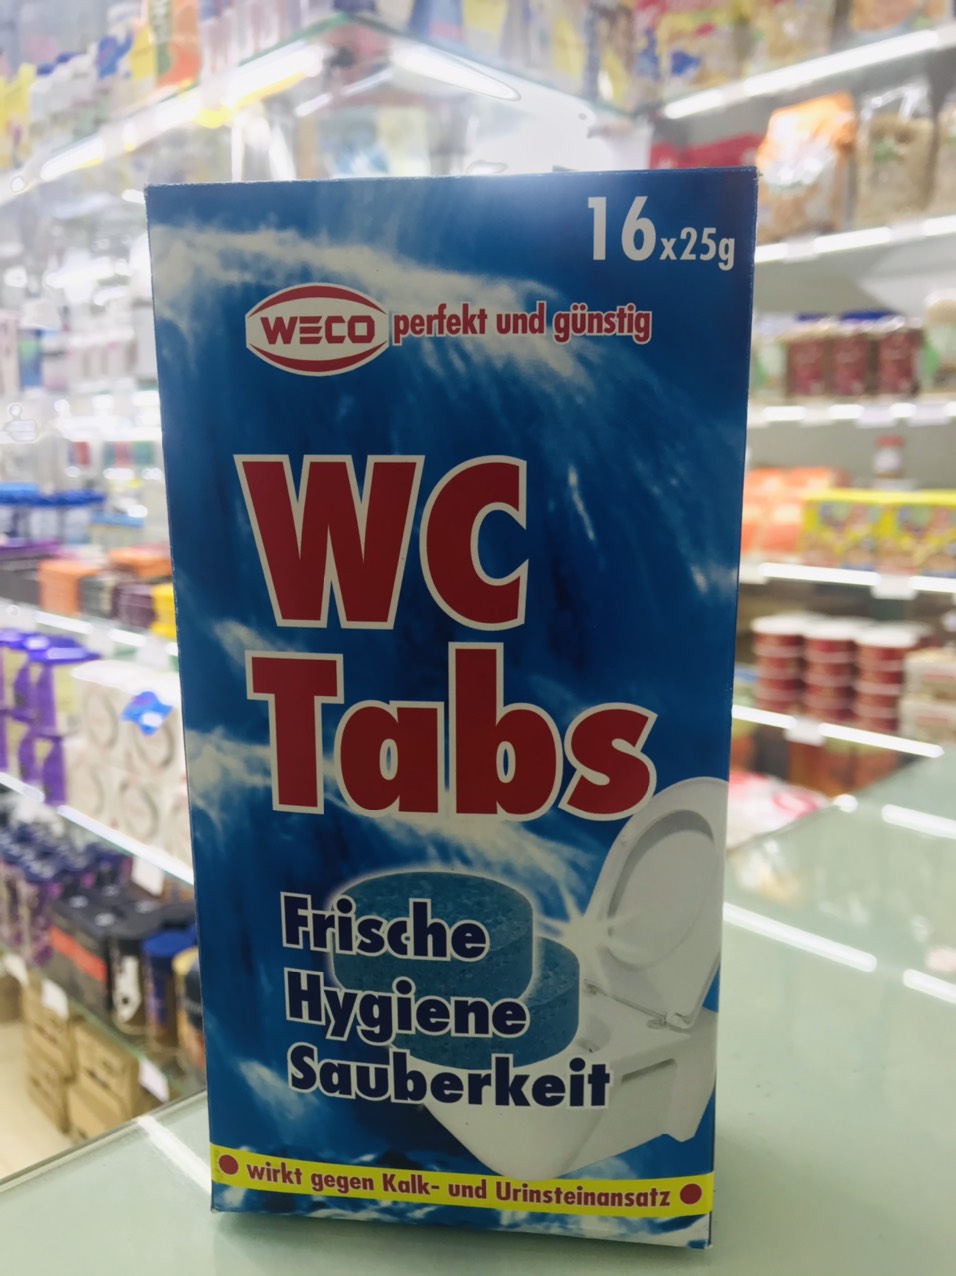 16x25g
WECO perfekt und günstig
WC
Tabs
Frische
Hygiene
Sauberkeit
• wirkt gegen Kalk- und Urinsteinansatz •